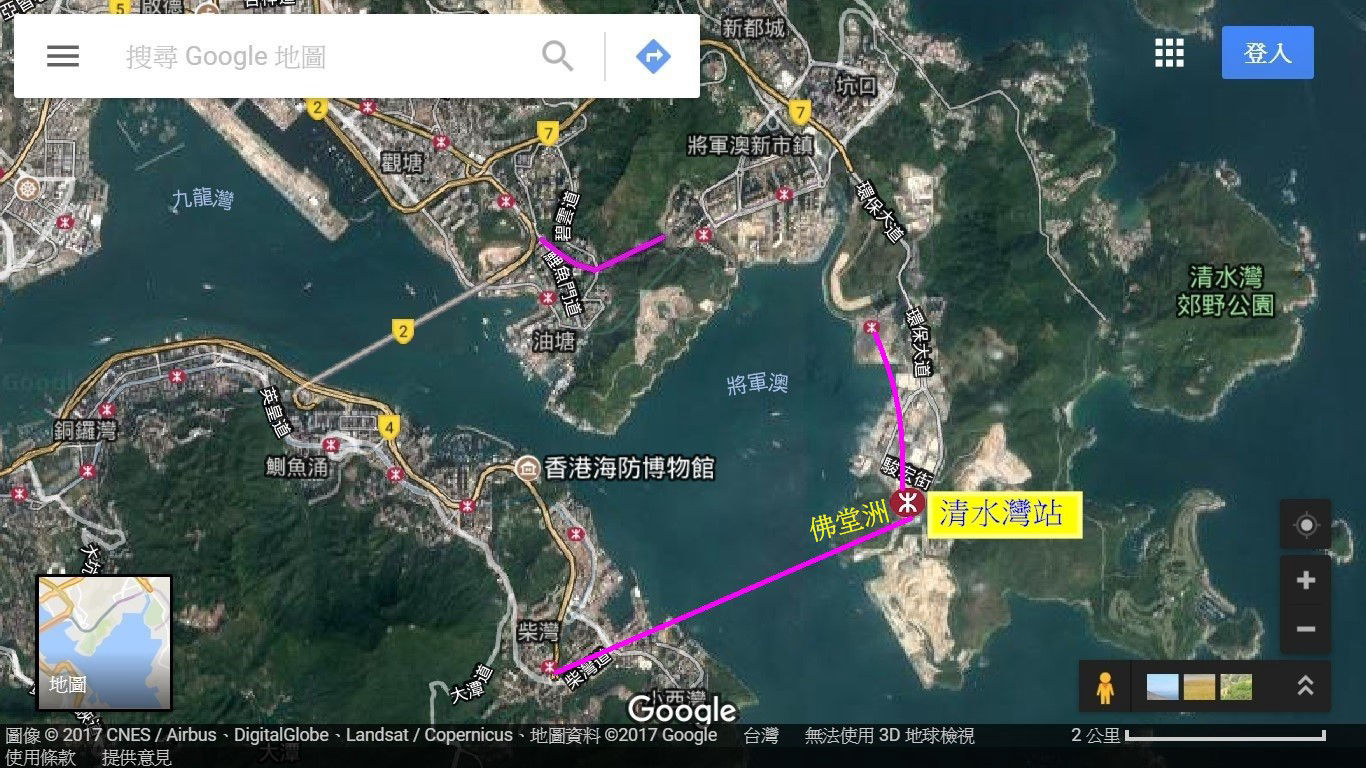 5
啟德
新都城
搜尋 Google 地圖
登入
坑口
2
7
7
觀塘
將軍澳新市鎮
九龍灣
碧雲道
環保大道
鯉魚門道
清水灣
郊野公園
2
油塘
環保大道
將軍澳
英皇道
銅鑼灣
4
鰂魚涌
香港海防博物館
駿宏街
佛堂洲
清水灣站
大坑
柴灣
柴灣道
大潭道
小西灣
地圖
Google
圖像 © 2017 CNES / Airbus、DigitalGlobe、Landsat / Copernicus、地圖資料 ©2017 Google 台灣 無法使用 3D 地球檢視 2 公里
使用條款 提供意見
大潭